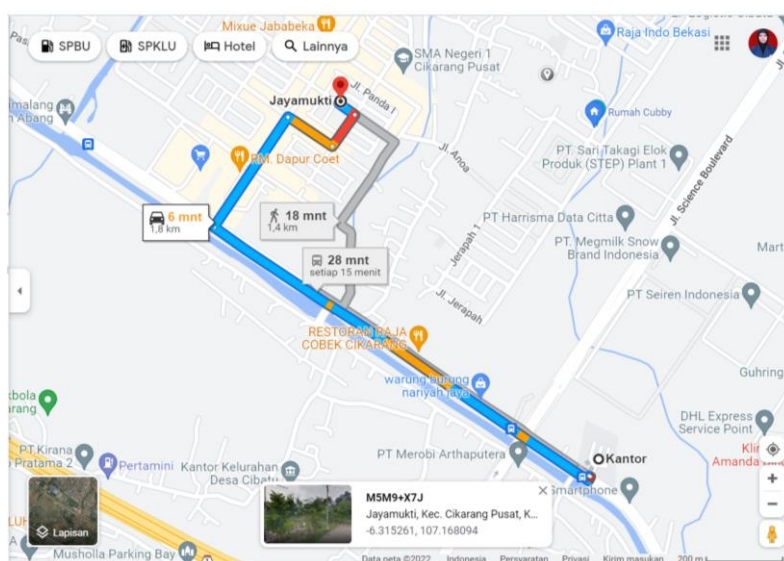 Mixue Jababeka
Raja Indo Bekasi
SPBU
SPKLU
Hotel
Lainnya
SMA Negeri 1
Cikarang Pusat
Jl. Panda I
Jayamukti
Rumah Cubby
Jl. Anoa
PT. Sari Takagi Elok
Produk (STEP) Plant 1
RM. Dapur Coet
Jl. Science Boulevard
6 mnt
1,8 km
18 mnt
1,4 km
PT Harrisma Data Citta
Jerapah 1
28 mnt
setiap 15 menit
PT. Megmilk Snow
Brand Indonesia
PT Seiren Indonesia
Jl. Jerapah
RESTORAN RAJA
COBEK CIKARANG
warung burung
nariyah jaya
Guhring
DHL Express
Service Point
PT Kirana
Pratama 2
Pertamini
Kantor Kelurahan
Desa Cibatu
PT Merobi Arthaputera
Kantor
Amanda
Smartphone
Lapisan
M5M9+X7J
Jayamukti, Kec. Cikarang Pusat, K...
-6.315261, 107.168094
Musholla Parking Bay
Data peta ©2022
Indonesia
Persyaratan
Privasi
Kirim masukan
200 m